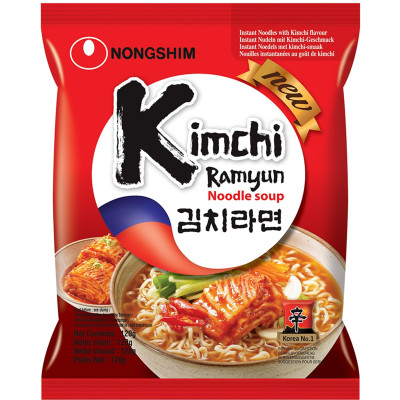 NONGSHIM
Instant Noodles with Kimchi flavour
Instant Nudeln mit Kimchi-Geschmack
Instant Noedels met kimchi-smaak
Nouilles instantanées au goût de kimchi
new
Kimchi
Ramyun
Noodle soup
김치라면
辛
Korea No.1
120g